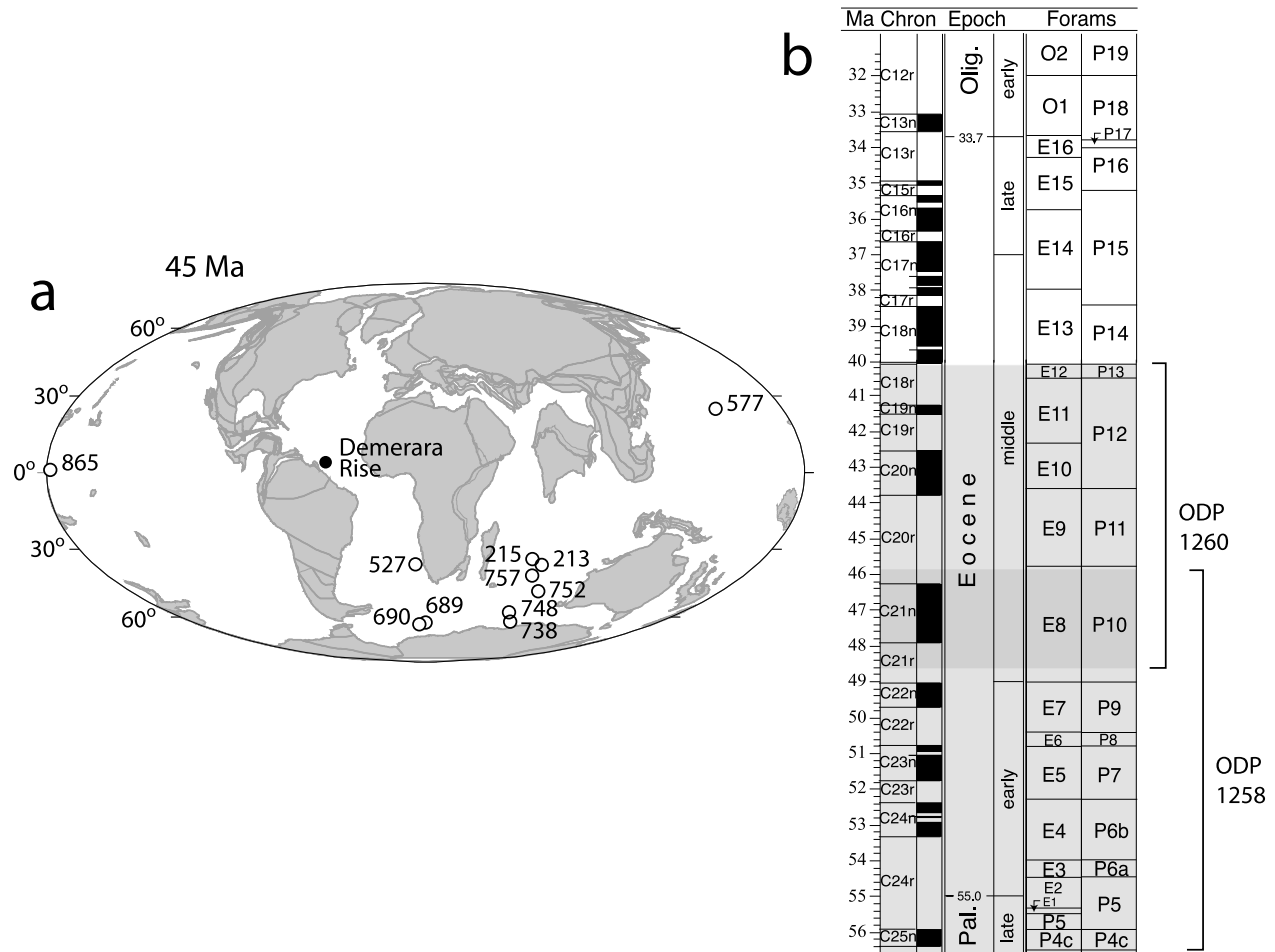 a
45 Ma
60°
30°
0°
30°
60°
865
577
Demerara
Rise
527
215
213
757
752
690
689
748
738
b
Ma Chron Epoch Forams
32
33
34
35
36
37
38
39
40
41
42
43
44
45
46
47
48
49
50
51
52
53
54
55
56
C12r
C13n
C13r
C15r
C16n
C16r
C17n
C17r
C18n
C18r
C19n
C19r
C20n
C20r
C21n
C21r
C22n
C22r
C23n
C23r
C24n
C24r
C25n
Olig.
33.7
Eocene
55.0
Pal.
early
late
middle
early
late
O2
O1
E16
E15
E14
E13
E12
E11
E10
E9
E8
E7
E6
E5
E4
E3
E2
E1
P5
P4c
P19
P18
P17
P16
P15
P14
P13
P12
P11
P10
P9
P8
P7
P6b
P6a
P5
P4c
ODP
1260
ODP
1258